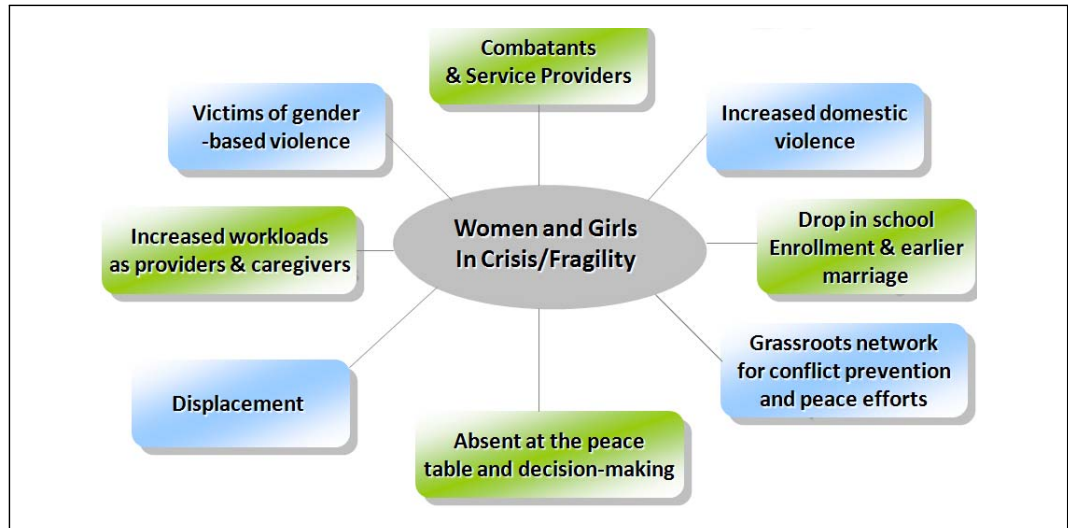 Combatants
& Service Providers
Victims of gender
-based violence
Increased domestic
violence
Women and Girls
In Crisis/Fragility
Increased workloads
as providers & caregivers
Drop in school
Enrollment & earlier
marriage
Displacement
Grassroots network
for conflict prevention
and peace efforts
Absent at the peace
table and decision-making